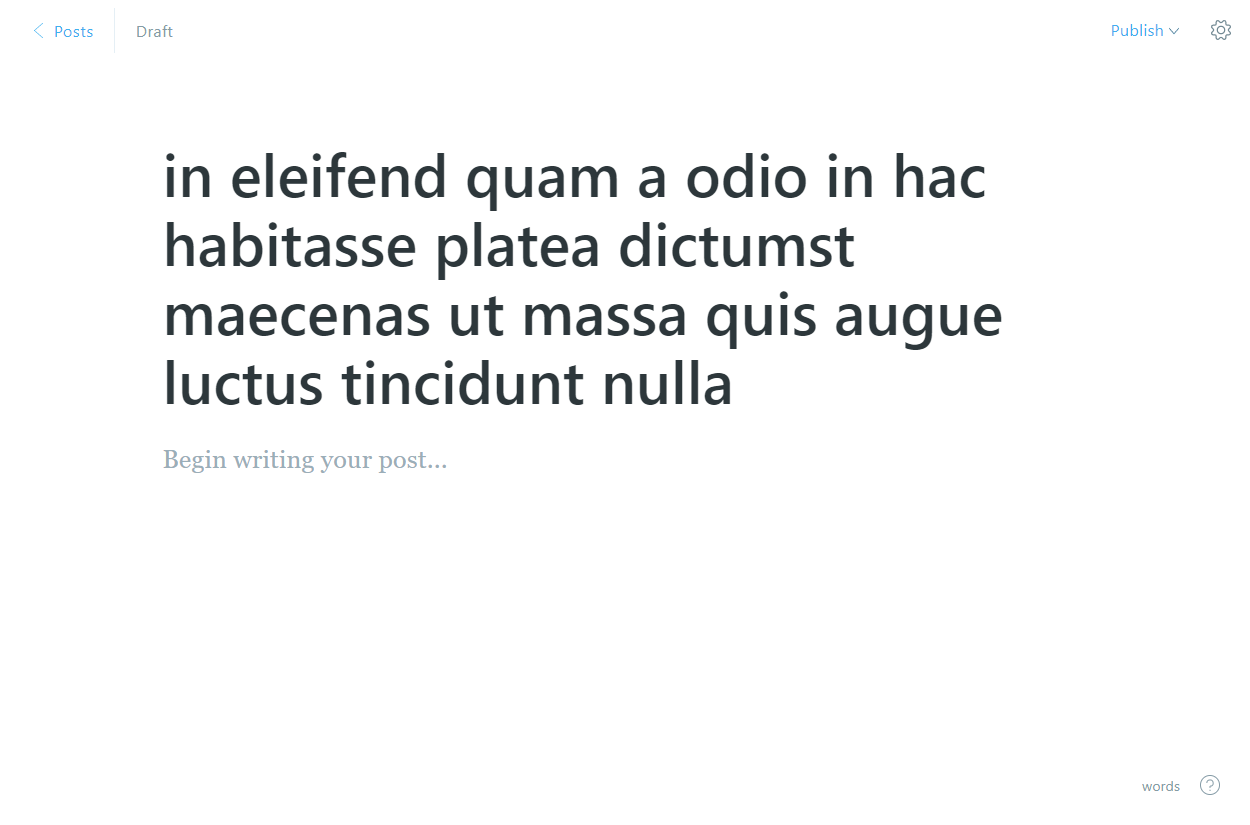 Posts
Draft
Publish
in eleifend quam a odio in hac
habitasse platea dictumst
maecenas ut massa quis augue
luctus tincidunt nulla
Begin writing your post...
words
?